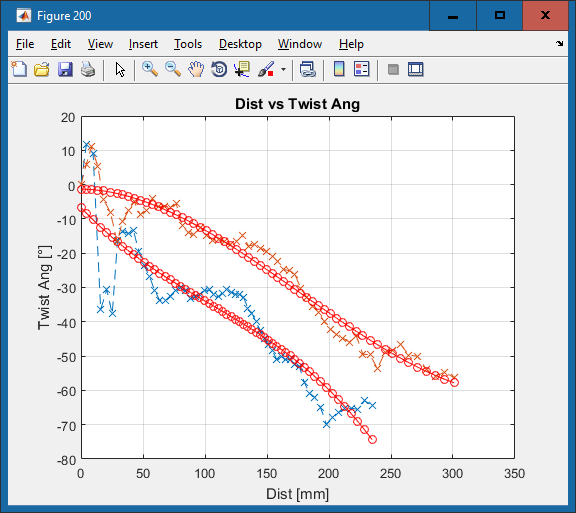 Figure 200
File Edit View Insert Tools Desktop Window Help
Dist vs Twist Ang
20
10
0
-10
-20
-30
-40
-50
-60
-70
-80
Twist Ang [°]
0 50 100 150 200 250 300 350
Dist [mm]